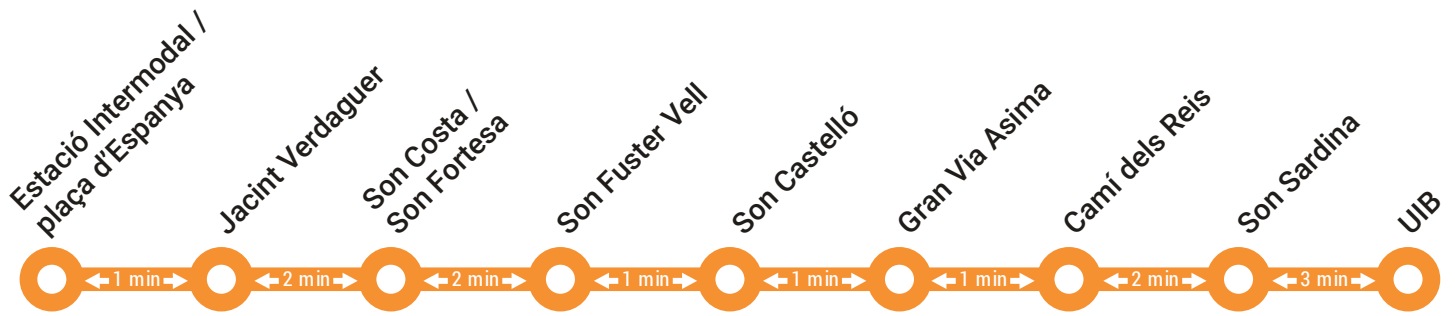 Estació Intermodal /
plaça d'Espanya
Jacint Verdaguer
Son Costa /
Son Fortesa
Son Fuster Vell
Son Castelló
Gran Via Asima
Camí dels Reis
Son Sardina
UIB
1 min
2 min
2 min
1 min
1 min
1 min
2 min
3 min